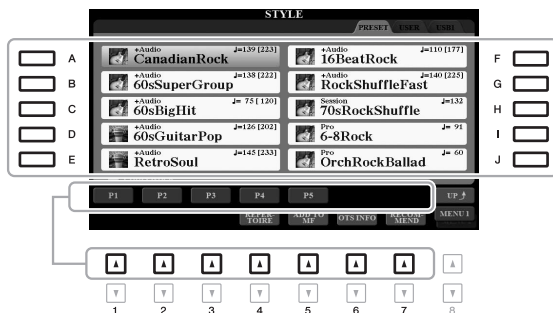 STYLE
PRESET USER USB1
A +Audio ♩=139 [223] CanadianRock
+Audio ♩=110 [177] 16BeatRock F
B +Audio ♩=138 [222] 60sSuperGroup
+Audio ♩=140 [225] RockShuffleFast G
C +Audio ♩= 75 [120] 60sBigHit
Session ♩=132 70sRockShuffle H
D +Audio ♩=126 [202] 60sGuitarPop
Pro ♩= 91 6-8Rock I
E +Audio ♩=145 [233] RetroSoul
Pro ♩= 60 OrchRockBallad J
P1 P2 P3 P4 P5 UP
REPER-
TOIRE
ADD TO
MF
OTS INFO
RECOM-
MEND
MENU 1
1 2 3 4 5 6 7 8